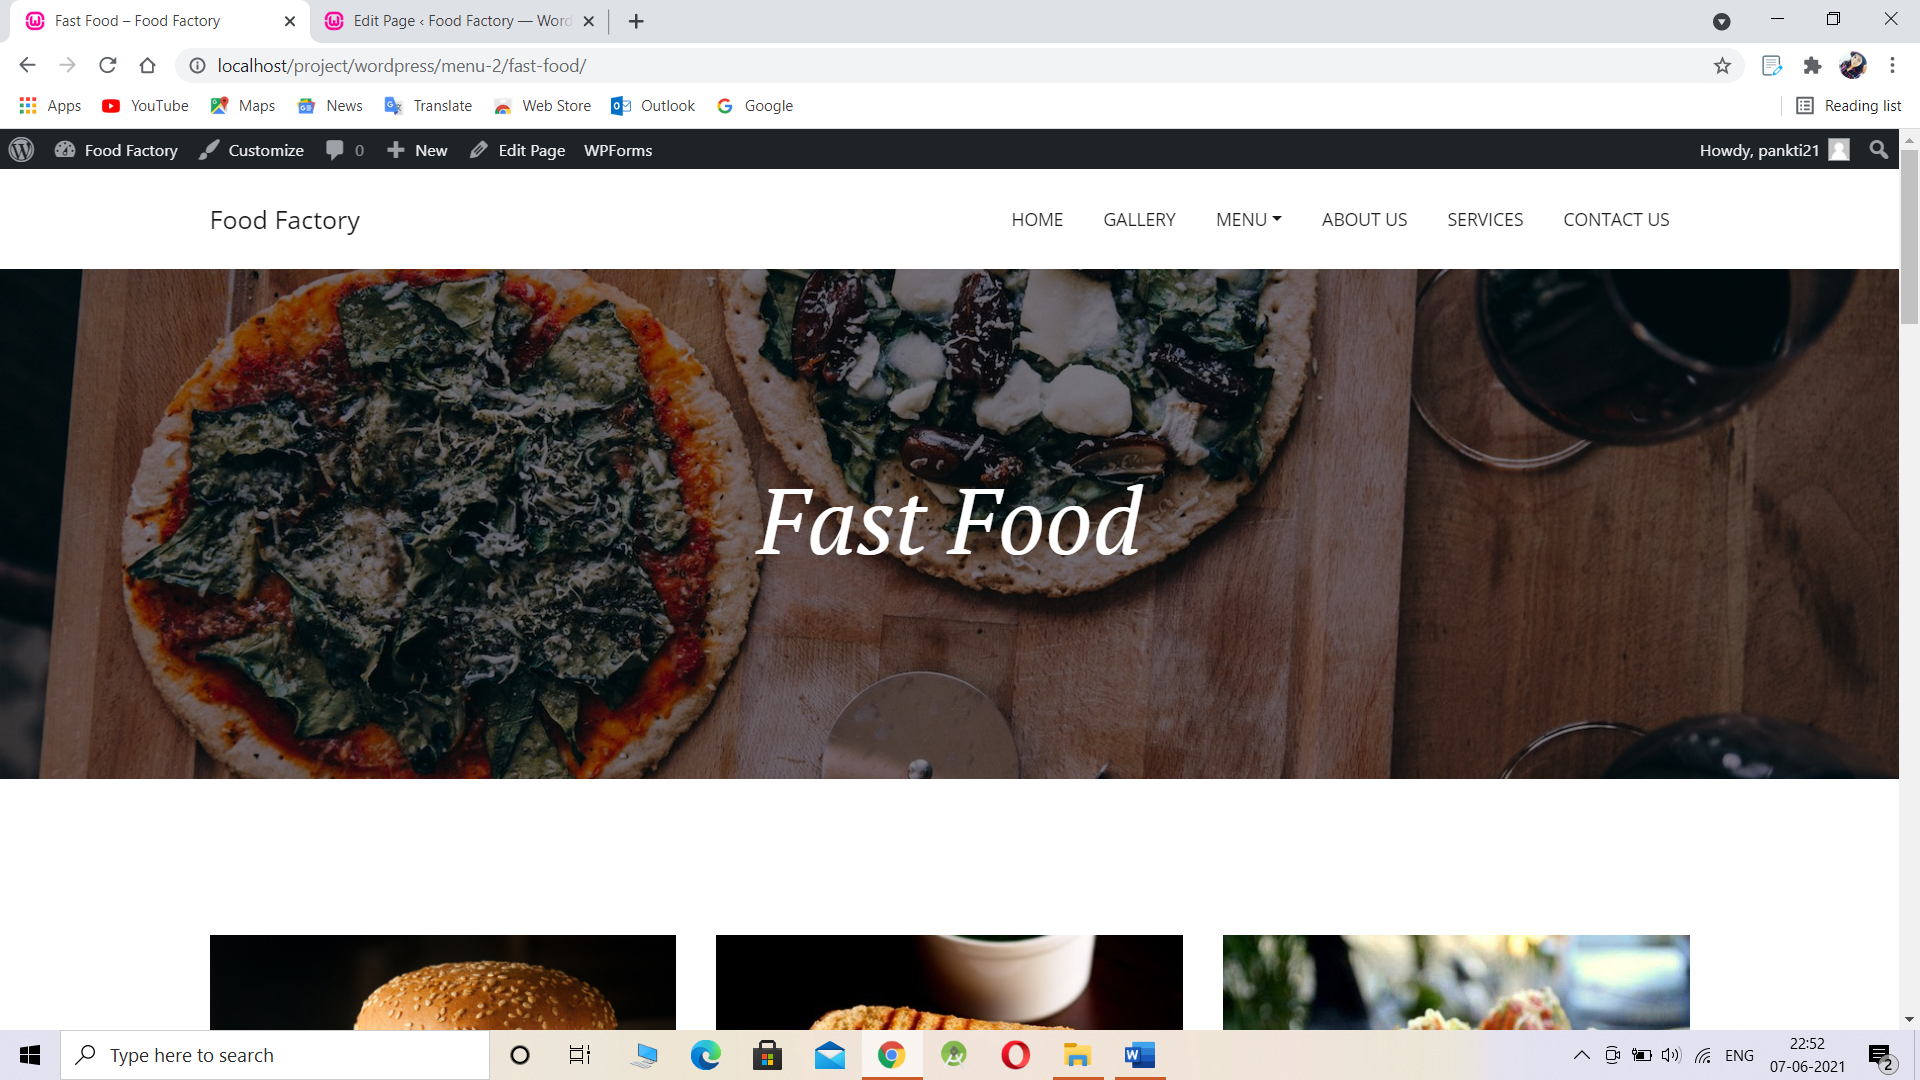 Fast Food – Food Factory
Edit Page ‹ Food Factory — Word
localhost/project/wordpress/menu-2/fast-food/
Apps YouTube Maps News Translate Web Store Outlook Google Reading list
Food Factory Customize 0 New Edit Page WPForms Howdy, pankti21
Food Factory HOME GALLERY MENU ABOUT US SERVICES CONTACT US
Fast Food
Type here to search
ENG
22:52
07-06-2021
2